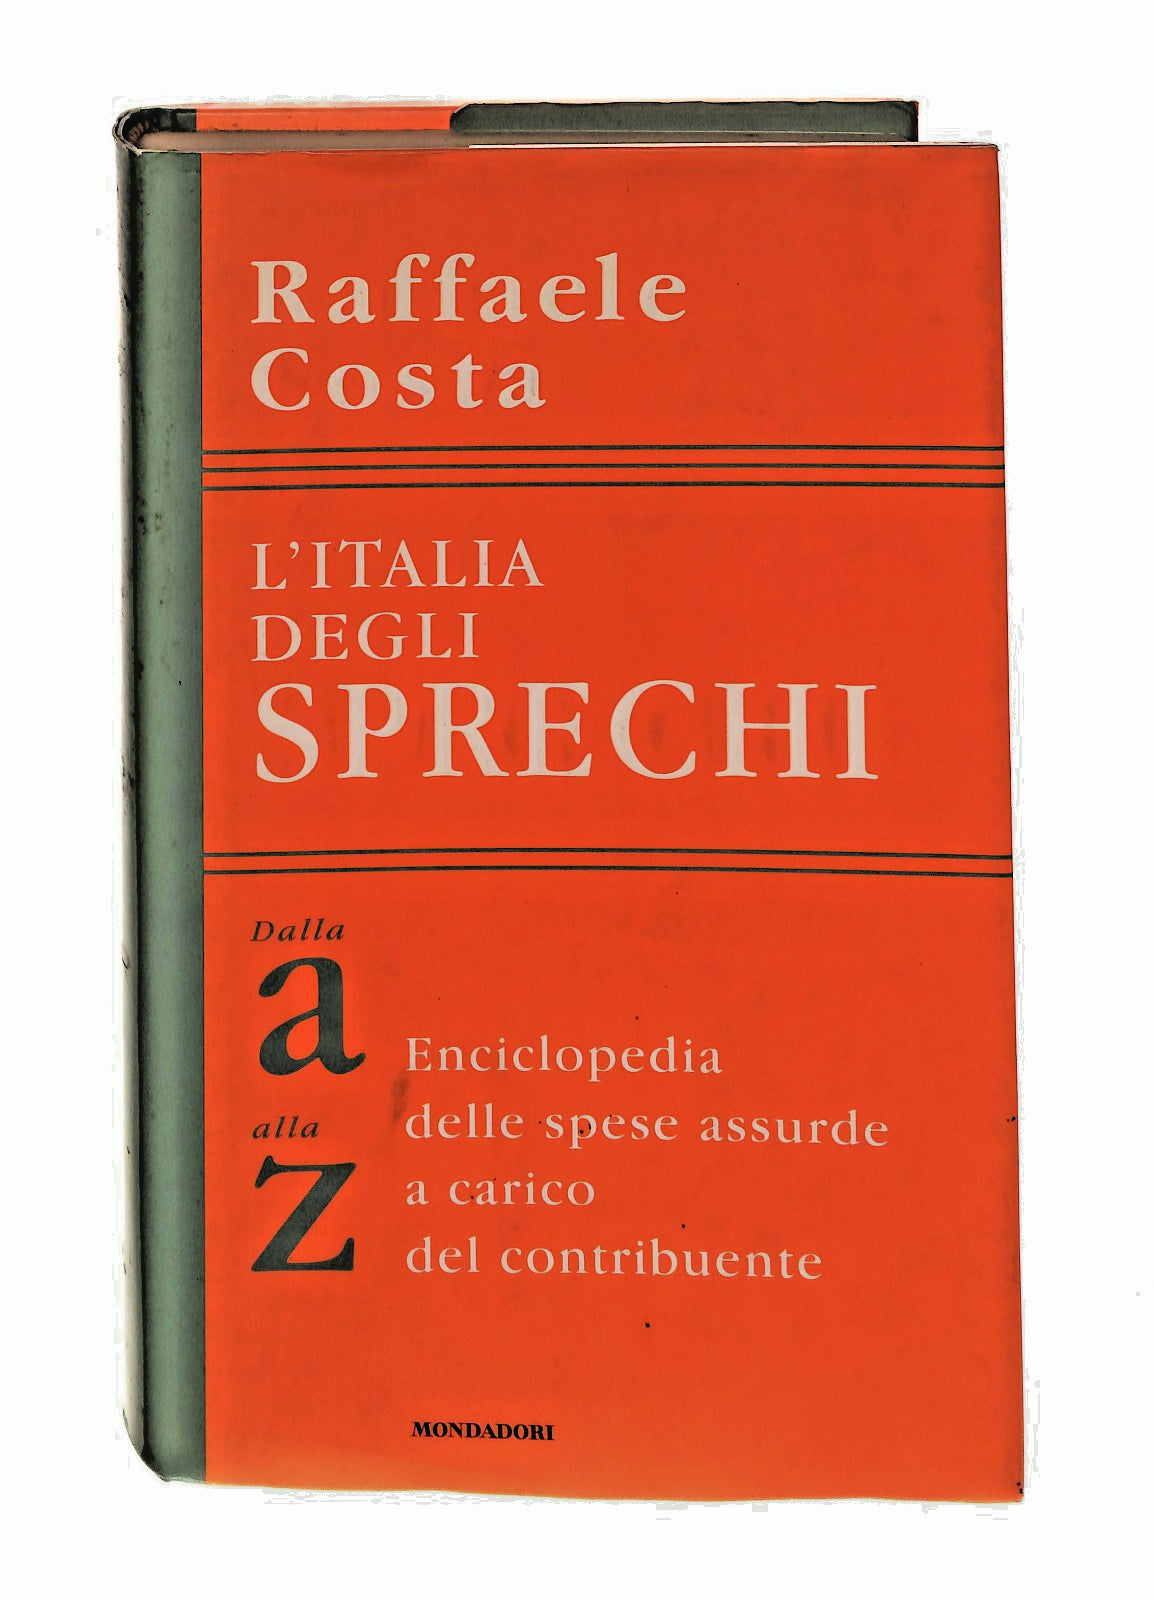 Raffaele
Costa
L'ITALIA
DEGLI
SPRECHI
Dalla
a
alla
z
Enciclopedia
delle spese assurde
a carico
del contribuente
MONDADORI